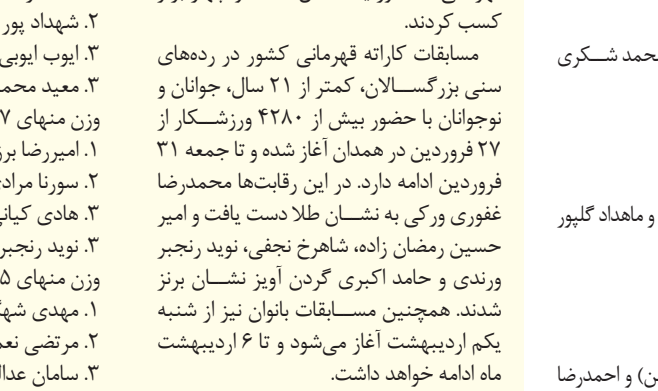 محمد شکری
و ماهداد گلپور
ن) و احمدرضا
کسب کردند.
مسابقات کاراته قهرمانی کشور در رده‌های
سنی بزرگسالان، کمتر از ۲۱ سال، جوانان و
نوجوانان با حضور بیش از ۴۲۸۰ ورزشکار از
۲۷ فروردین در همدان آغاز شده و تا جمعه ۳۱
فروردین ادامه دارد. در این رقابت‌ها محمدرضا
غفوری ورکی به نشان طلا دست یافت و امیر
حسین رمضان زاده، شاهرخ نجفی، نوید رنجبر
ورندی و حامد اکبری گردن آویز نشان برنز
شدند. همچنین مسابقات بانوان نیز از شنبه
یکم اردیبهشت آغاز می‌شود و تا ۶ اردیبهشت
ماه ادامه خواهد داشت.
۲. شهداد پور
۳. ایوب ایوبی
۳. معید محم
وزن منهای ۷
۱. امیررضا برز
۲. سورنا مراد
۳. هادی کیان
۳. نوید رنجبر
وزن منهای ۵
۱. مهدی شه
۲. مرتضی نعم
۳. سامان عدال